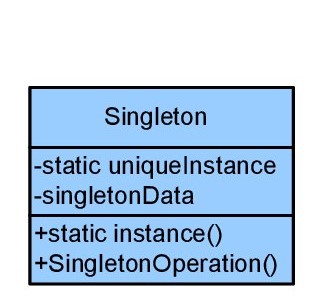 Singleton
-static uniqueInstance
-singletonData
+static instance()
+SingletonOperation()